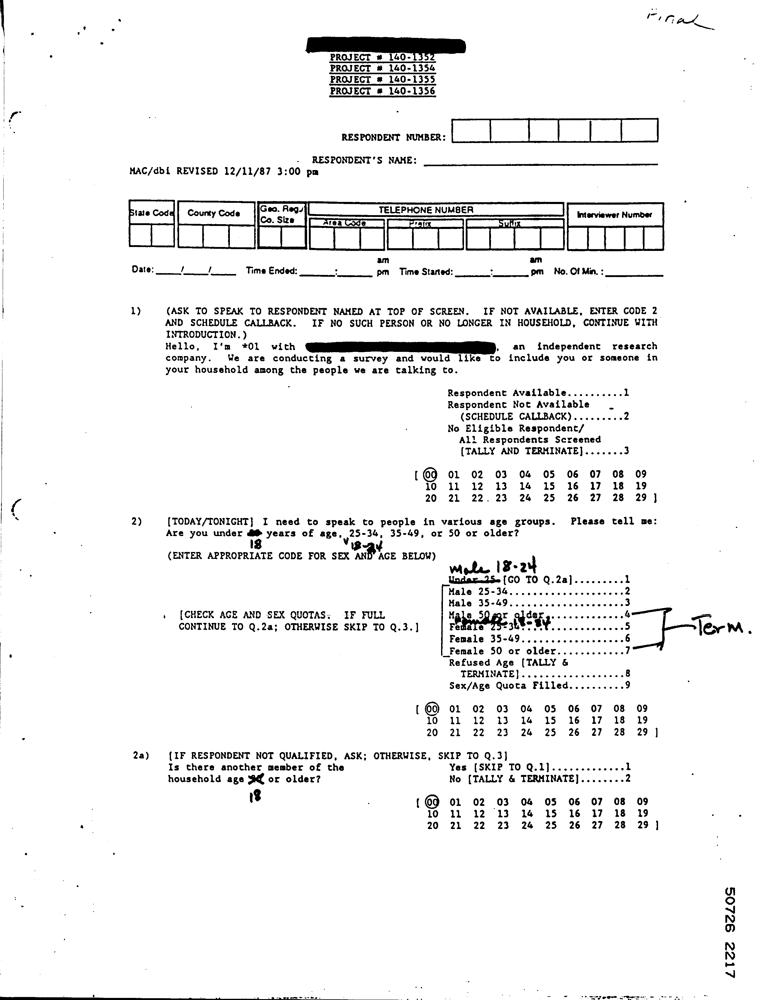 Final
PROJECT # 140-1352
PROJECT # 140-1354
PROJECT # 140-1355
PROJECT # 140-1356
RESPONDENT NUMBER:
RESPONDENT'S NAME:
MAC/dbi REVISED 12/11/87 3:00 pm
State Code County Code Geo. Reg./ Co. Size TELEPHONE NUMBER Interviewer Number
Area Code Prefix Suffix
am am
Date: __/__/__ Time Ended: __:__ pm Time Started: __:__ pm No. Of Min. :
1) (ASK TO SPEAK TO RESPONDENT NAMED AT TOP OF SCREEN. IF NOT AVAILABLE, ENTER CODE 2
AND SCHEDULE CALLBACK. IF NO SUCH PERSON OR NO LONGER IN HOUSEHOLD, CONTINUE WITH
INTRODUCTION.)
Hello, I'm *01 with , an independent research
company. We are conducting a survey and would like to include you or someone in
your household among the people we are talking to.
Respondent Available..........1
Respondent Not Available
(SCHEDULE CALLBACK).........2
No Eligible Respondent/
All Respondents Screened
[TALLY AND TERMINATE].......3
[ 00 01 02 03 04 05 06 07 08 09
10 11 12 13 14 15 16 17 18 19
20 21 22 23 24 25 26 27 28 29 ]
2) [TODAY/TONIGHT] I need to speak to people in various age groups. Please tell me:
Are you under years of age, 25-34, 35-49, or 50 or older?
18 18-24
(ENTER APPROPRIATE CODE FOR SEX AND AGE BELOW)
Male 18-24
Under 25 [GO TO Q.2a].........1
Male 25-34....................2
Male 35-49....................3
[CHECK AGE AND SEX QUOTAS. IF FULL Male 50 or older..............4
CONTINUE TO Q.2a; OTHERWISE SKIP TO Q.3.] Female 25-34..................5
Term.
Female 35-49..................6
Female 50 or older............7
Refused Age [TALLY &
TERMINATE]..................8
Sex/Age Quota Filled..........9
[ 00 01 02 03 04 05 06 07 08 09
10 11 12 13 14 15 16 17 18 19
20 21 22 23 24 25 26 27 28 29 ]
2a) [IF RESPONDENT NOT QUALIFIED, ASK; OTHERWISE, SKIP TO Q.3]
Is there another member of the Yes [SKIP TO Q.1].............1
household age or older? No [TALLY & TERMINATE]........2
18
[ 00 01 02 03 04 05 06 07 08 09
10 11 12 13 14 15 16 17 18 19
20 21 22 23 24 25 26 27 28 29 ]
50726 2217